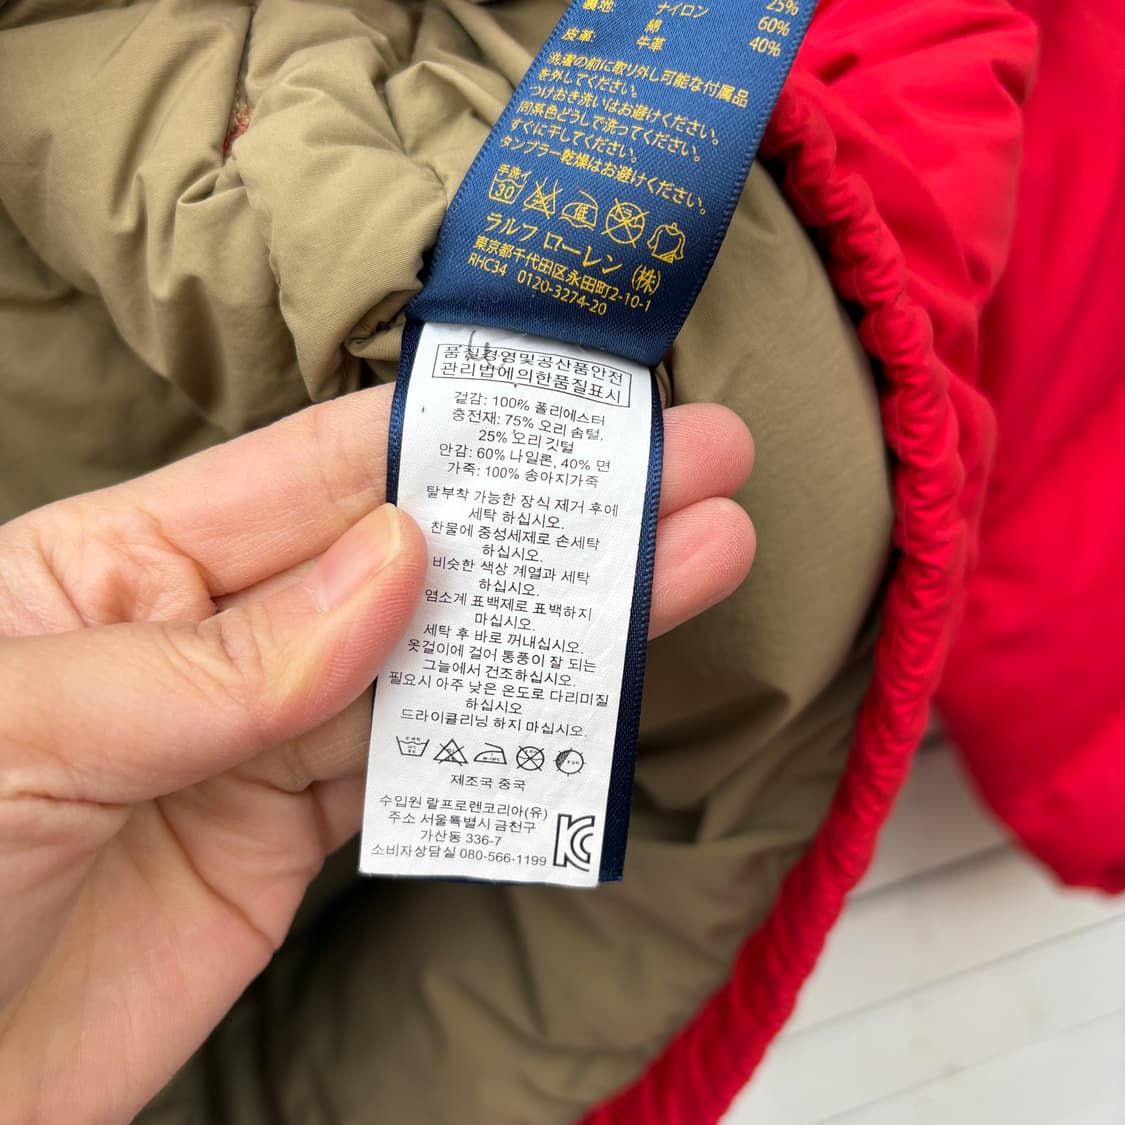 25%
裏地: ナイロン 60%
綿 40%
皮革: 牛革
洗濯の前に取り外し可能な付属品
を外してください。
つけおき洗いはお避けください。
同系色どうしで洗ってください。
すぐに干してください。
タンブラー乾燥はお避けください。
手洗イ
30
低
ドライ
ラルフ ローレン (株)
東京都千代田区永田町2-10-1
RHC34 0120-3274-20
품질경영및공산품안전
관리법에의한품질표시
겉감: 100% 폴리에스터
충전재: 75% 오리 솜털,
25% 오리 깃털
안감: 60% 나일론, 40% 면
가죽: 100% 송아지가죽
탈부착 가능한 장식 제거 후에
세탁 하십시오.
찬물에 중성세제로 손세탁
하십시오.
비슷한 색상 계열과 세탁
하십시오.
염소계 표백제로 표백하지
마십시오.
세탁 후 바로 꺼내십시오.
옷걸이에 걸어 통풍이 잘 되는
그늘에서 건조하십시오.
필요시 아주 낮은 온도로 다리미질
하십시오
드라이클리닝 하지 마십시오.
제조국 중국
수입원 랄프로렌코리아(유)
주소 서울특별시 금천구
가산동 336-7
소비자상담실 080-566-1199
KC